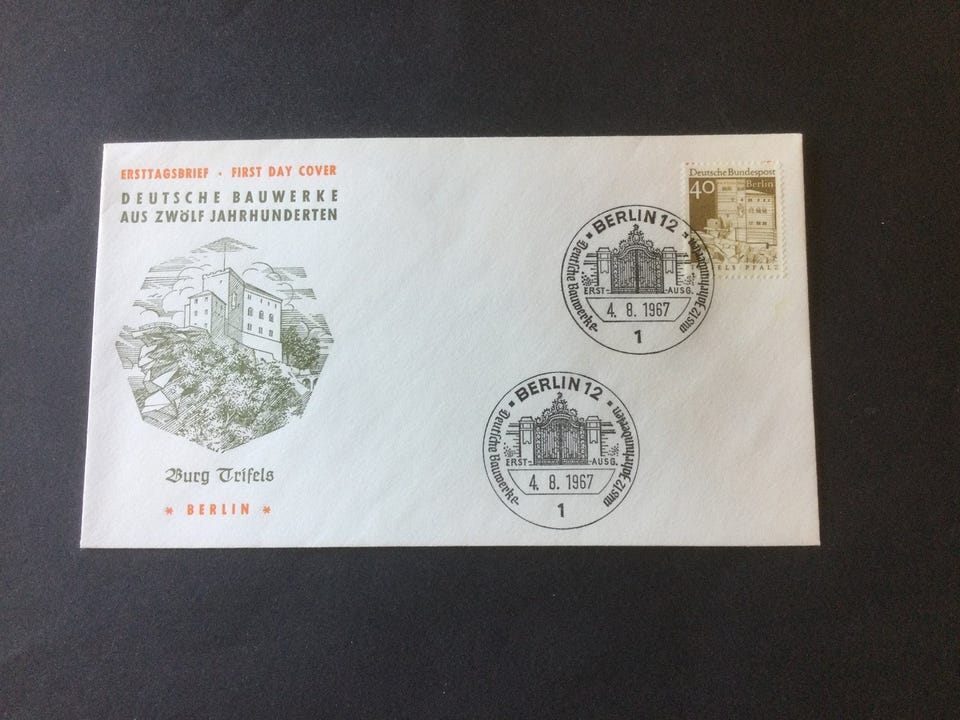 ERSTTAGSBRIEF · FIRST DAY COVER
DEUTSCHE BAUWERKE
AUS ZWÖLF JAHRHUNDERTEN
Burg Trifels
* BERLIN *
Deutsche Bundespost
40 Berlin
PFALZ
BERLIN 12
Deutsche Bauwerke
aus 12 Jahrhunderten
ERST- AUSG.
4. 8. 1967
1
BERLIN 12
Deutsche Bauwerke
aus 12 Jahrhunderten
ERST- AUSG.
4. 8. 1967
1